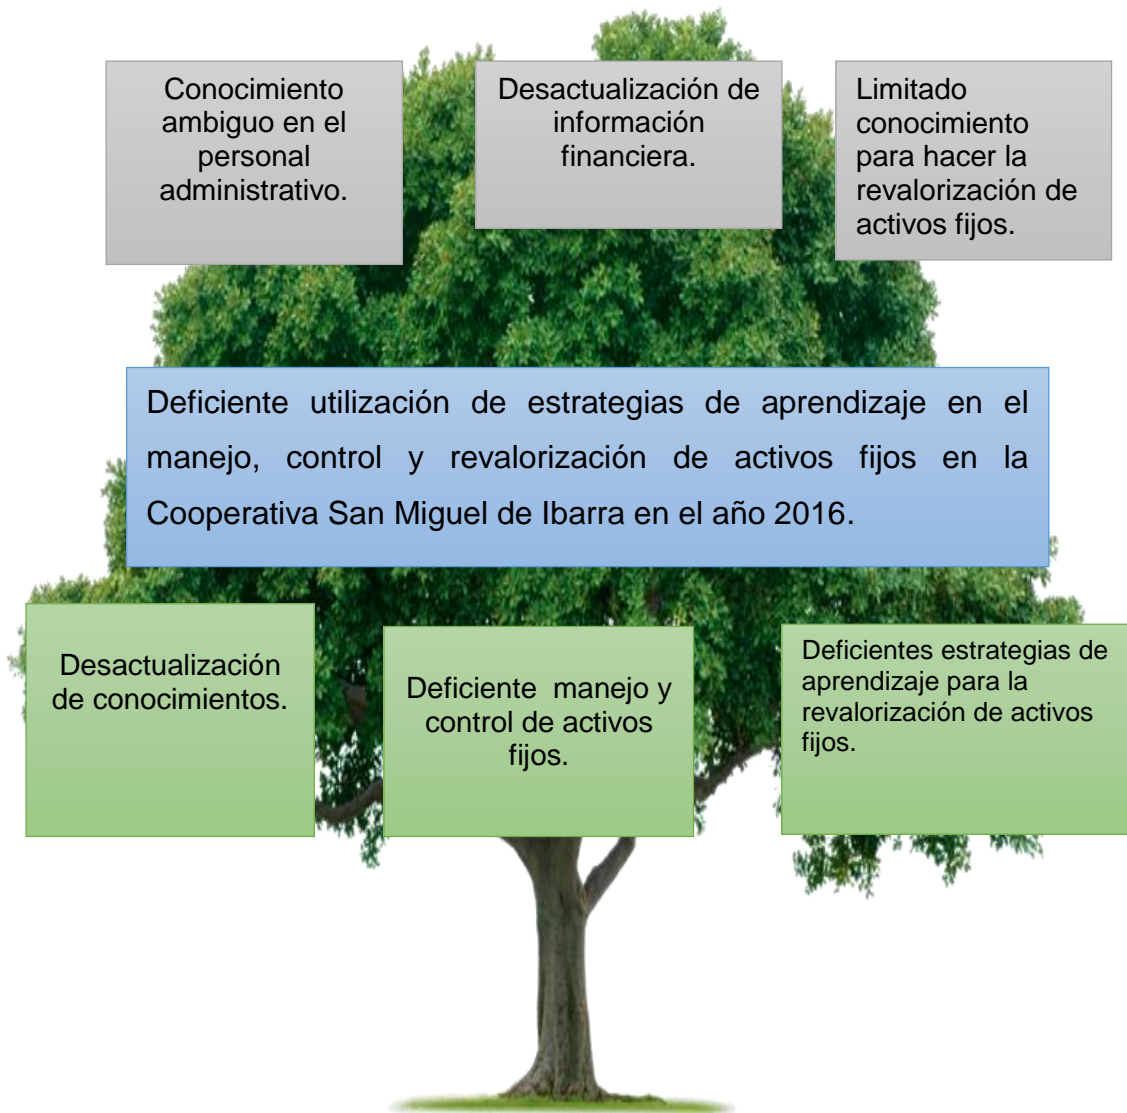 Conocimiento
ambiguo en el
personal
administrativo.
Desactualización de
información
financiera.
Limitado
conocimiento
para hacer la
revalorización de
activos fijos.
Deficiente utilización de estrategias de aprendizaje en el
manejo, control y revalorización de activos fijos en la
Cooperativa San Miguel de Ibarra en el año 2016.
Desactualización
de conocimientos.
Deficiente manejo y
control de activos
fijos.
Deficientes estrategias de
aprendizaje para la
revalorización de activos
fijos.